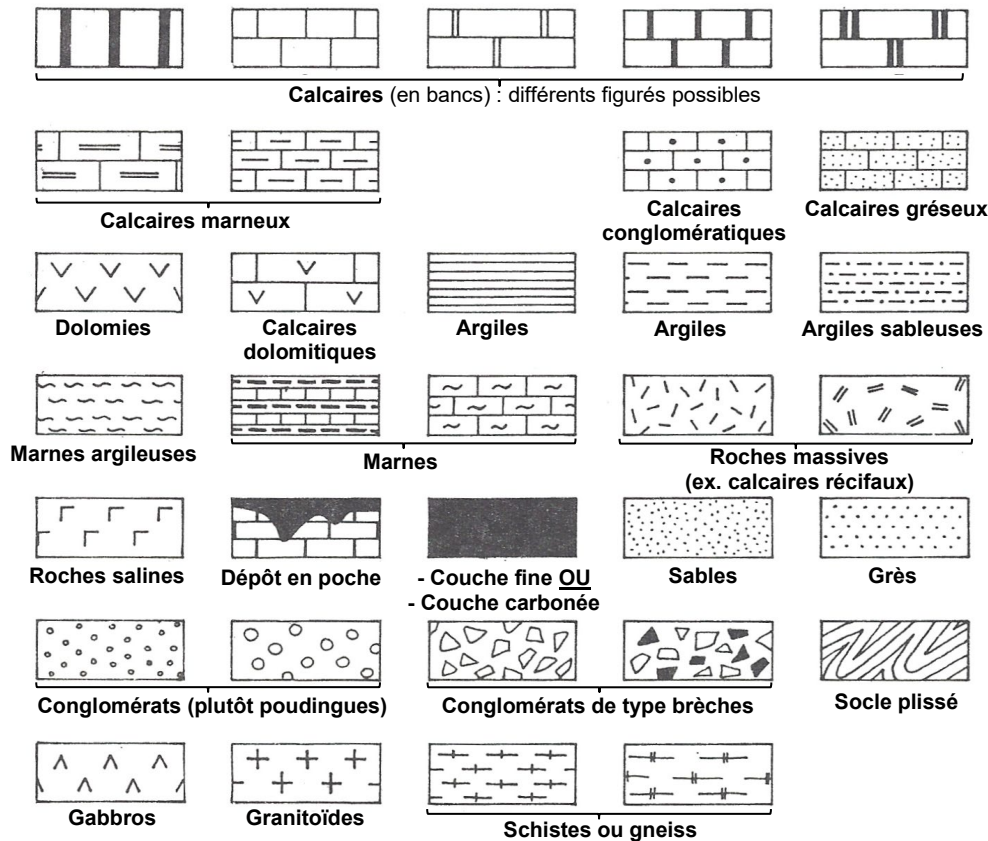 Calcaires (en bancs) : différents figurés possibles
Calcaires marneux
Calcaires
conglomératiques
Calcaires gréseux
Dolomies
Calcaires
dolomitiques
Argiles
Argiles
Argiles sableuses
Marnes argileuses
Marnes
Roches massives
(ex. calcaires récifaux)
Roches salines
Dépôt en poche
- Couche fine OU
- Couche carbonée
Sables
Grès
Conglomérats (plutôt poudingues)
Conglomérats de type brèches
Socle plissé
Gabbros
Granitoïdes
Schistes ou gneiss